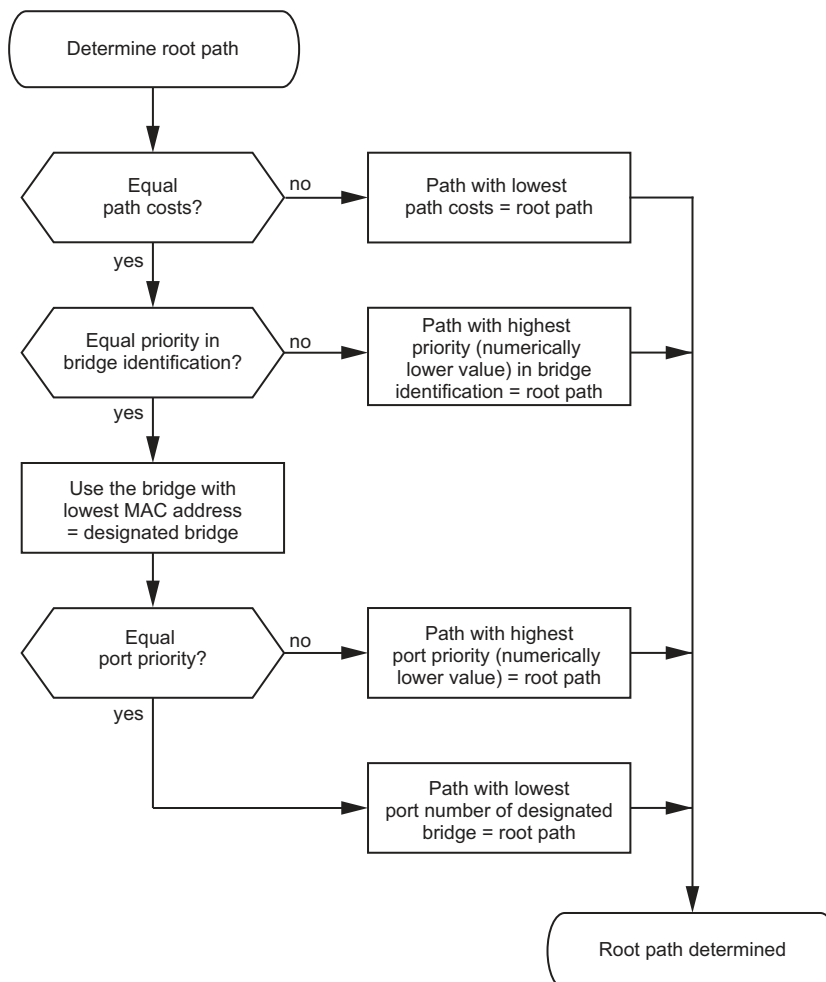 Determine root path
Equal
path costs?
no
Path with lowest
path costs = root path
yes
Equal priority in
bridge identification?
no
Path with highest
priority (numerically
lower value) in bridge
identification = root path
yes
Use the bridge with
lowest MAC address
= designated bridge
Equal
port priority?
no
Path with highest
port priority (numerically
lower value) = root path
yes
Path with lowest
port number of designated
bridge = root path
Root path determined